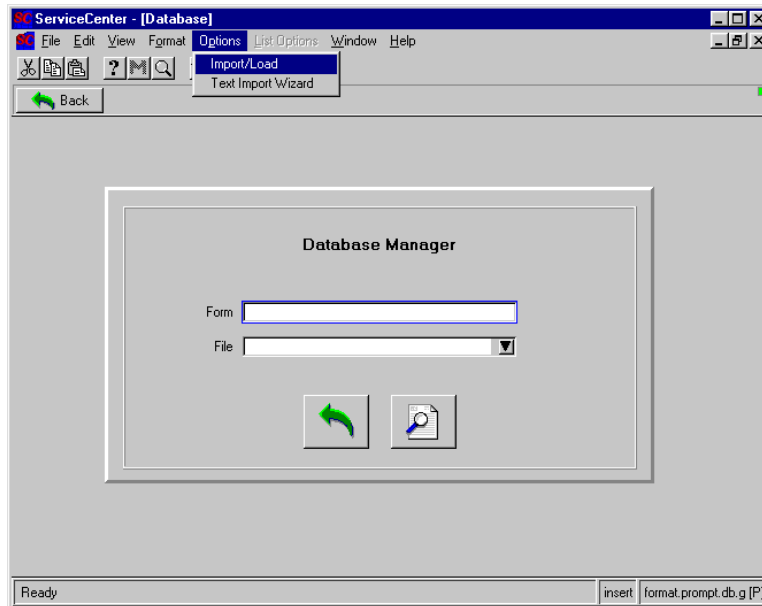 SC ServiceCenter - [Database]
SC File Edit View Format Options List Options Window Help
Import/Load
Text Import Wizard
? M
Back
Database Manager
Form
File
Ready insert format.prompt.db.g [P]